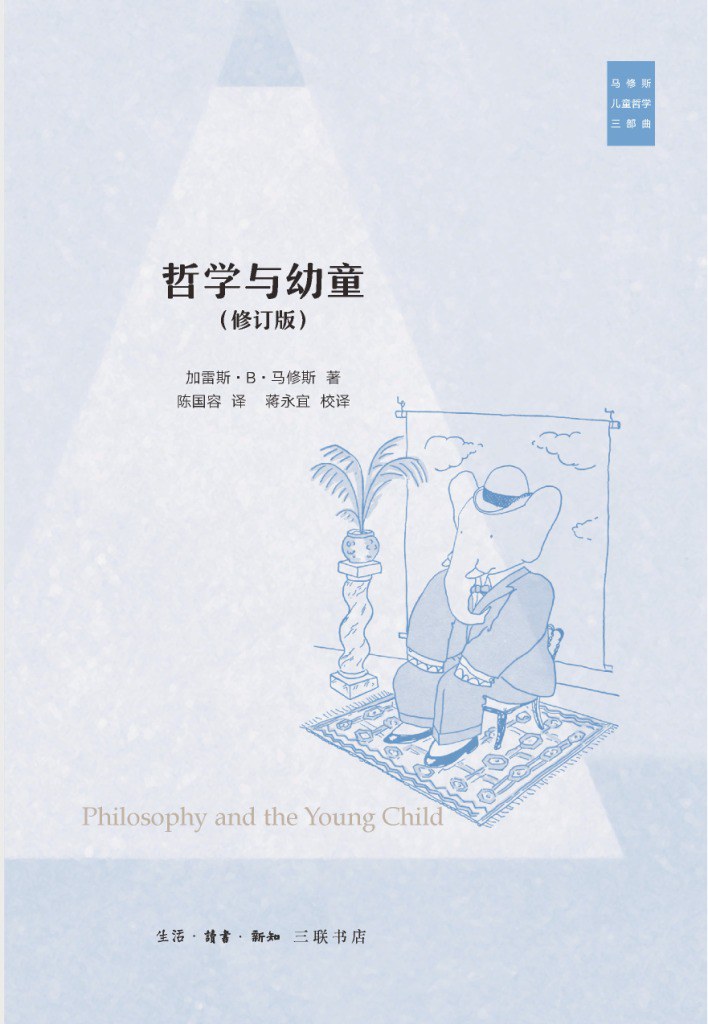 马修斯
儿童哲学
三部曲
哲学与幼童
（修订版）
加雷斯·B·马修斯 著
陈国容 译 蒋永宜 校译
Philosophy and the Young Child
生活·讀書·新知 三联书店